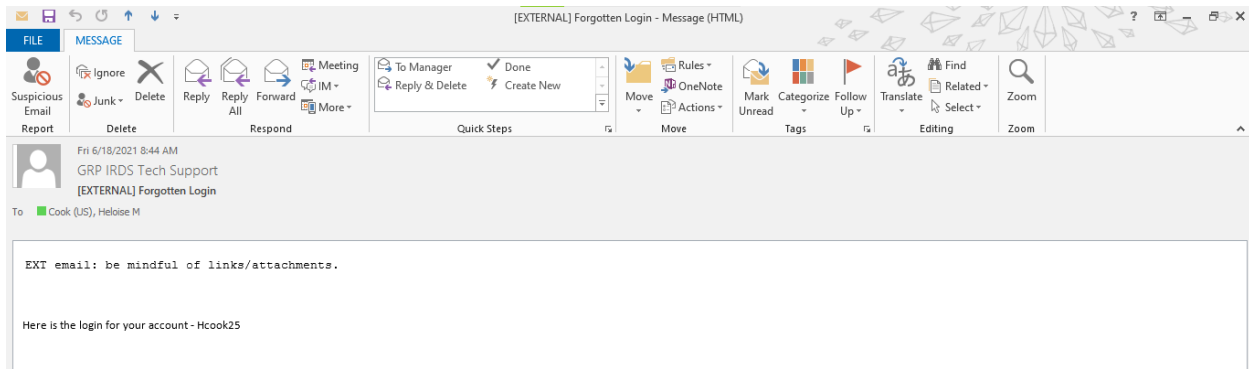 [EXTERNAL] Forgotten Login - Message (HTML)
?
FILE MESSAGE
Suspicious Email
Ignore
Junk
Delete
Reply
Reply All
Forward
Meeting
IM
More
To Manager
Reply & Delete
Done
Create New
Move
Rules
OneNote
Actions
Mark Unread
Categorize
Follow Up
Translate
Find
Related
Select
Zoom
Report Delete Respond Quick Steps Move Tags Editing Zoom
Fri 6/18/2021 8:44 AM
GRP IRDS Tech Support
[EXTERNAL] Forgotten Login
To Cook (US), Heloise M
EXT email: be mindful of links/attachments.
Here is the login for your account - Hcook25